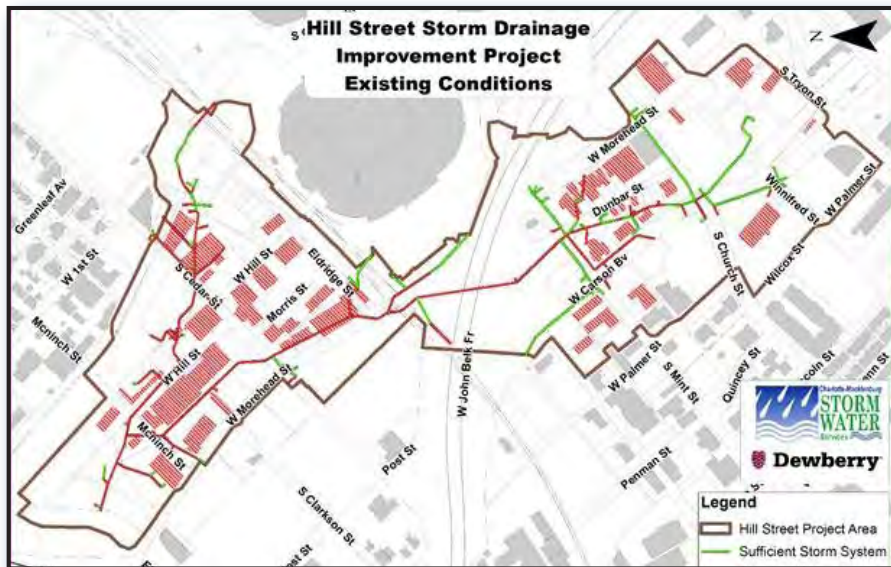 Hill Street Storm Drainage
Improvement Project
Existing Conditions
N
S Tryon St
W Morehead St
Greenleaf Av
W 1st St
Mcninch St
S Cedar St
W Hill St
Morris St
Eldridge St
Dunbar St
Winnifred St
W Palmer St
S Church St
Wilcox St
W Carson Bv
W Hill St
W Morehead St
Mcninch St
W John Belk Fr
W Palmer St
S Mint St
Quincey St
Post St
S Clarkson St
Penman St
Charlotte-Mecklenburg
STORM
WATER
Services
Dewberry
Legend
Hill Street Project Area
Sufficient Storm System